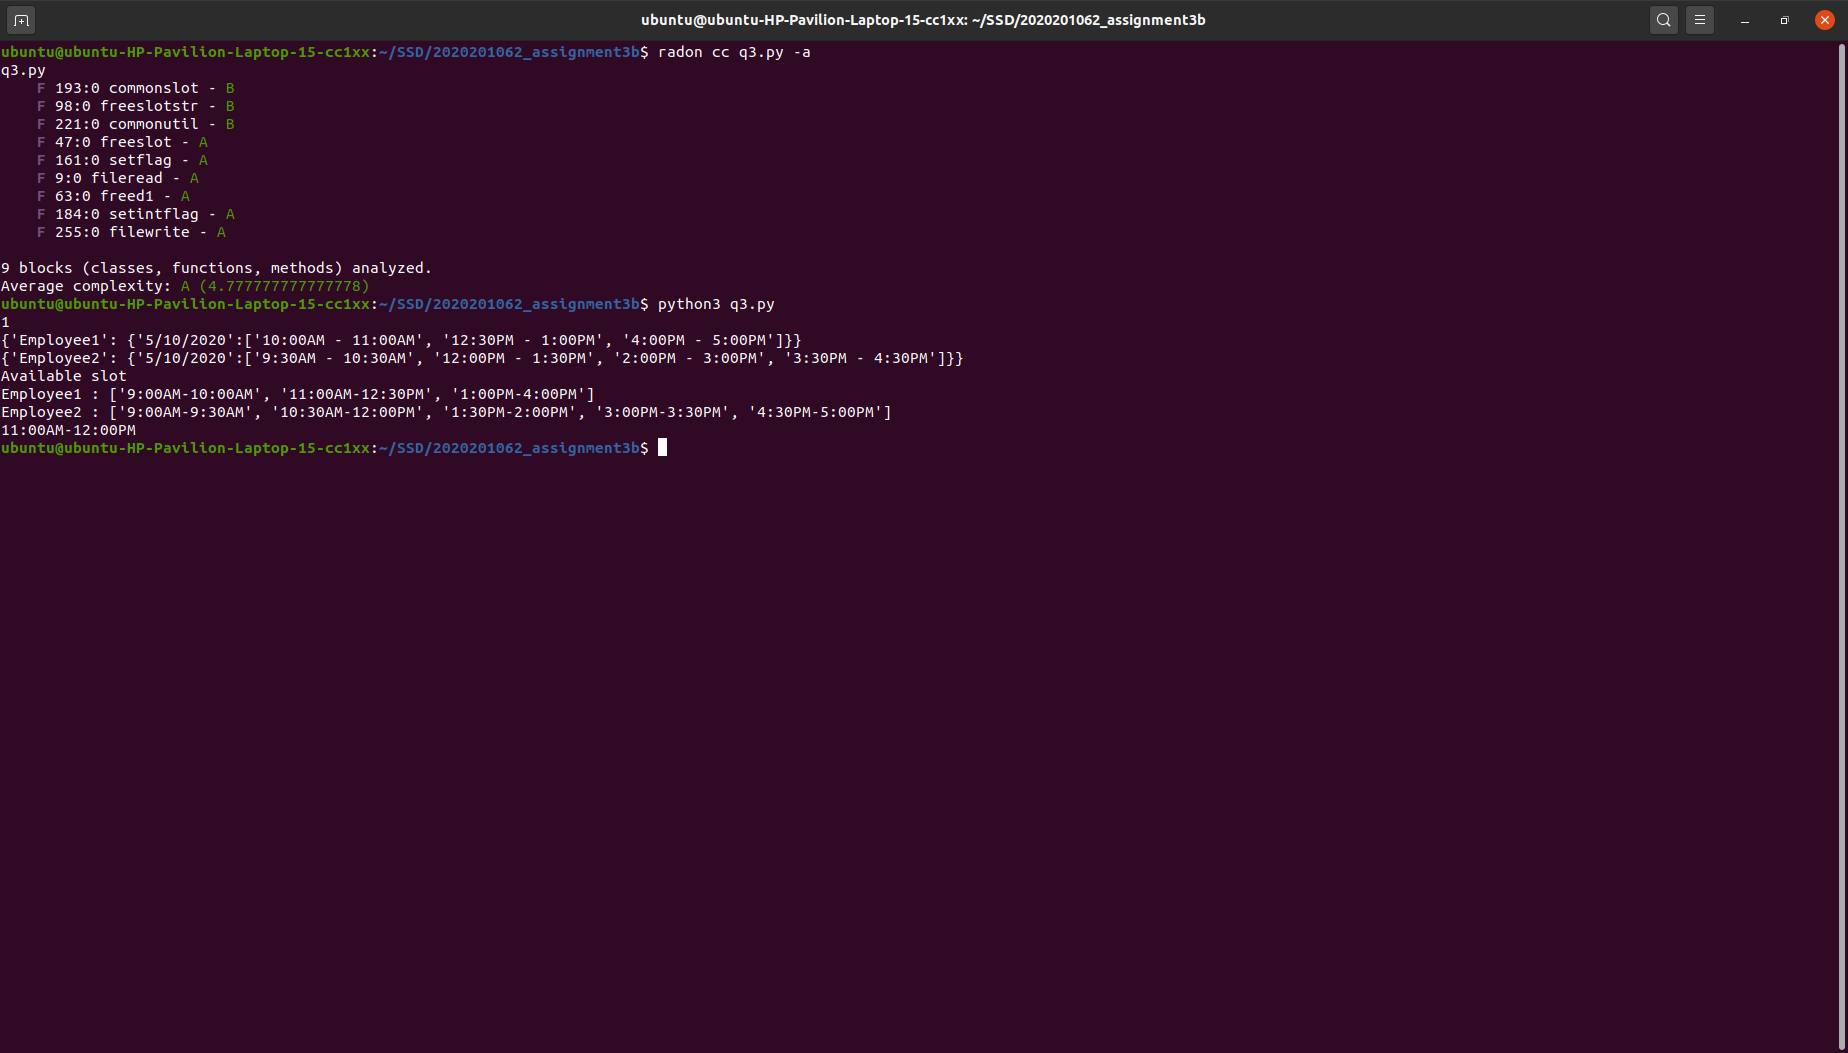 ubuntu@ubuntu-HP-Pavilion-Laptop-15-cc1xx: ~/SSD/2020201062_assignment3b
ubuntu@ubuntu-HP-Pavilion-Laptop-15-cc1xx:~/SSD/2020201062_assignment3b$ radon cc q3.py -a
q3.py
    F 193:0 commonslot - B
    F 98:0 freeslotstr - B
    F 221:0 commonutil - B
    F 47:0 freeslot - A
    F 161:0 setflag - A
    F 9:0 fileread - A
    F 63:0 freed1 - A
    F 184:0 setintflag - A
    F 255:0 filewrite - A
9 blocks (classes, functions, methods) analyzed.
Average complexity: A (4.777777777777778)
ubuntu@ubuntu-HP-Pavilion-Laptop-15-cc1xx:~/SSD/2020201062_assignment3b$ python3 q3.py
1
{'Employee1': {'5/10/2020':['10:00AM - 11:00AM', '12:30PM - 1:00PM', '4:00PM - 5:00PM']}}
{'Employee2': {'5/10/2020':['9:30AM - 10:30AM', '12:00PM - 1:30PM', '2:00PM - 3:00PM', '3:30PM - 4:30PM']}}
Available slot
Employee1 : ['9:00AM-10:00AM', '11:00AM-12:30PM', '1:00PM-4:00PM']
Employee2 : ['9:00AM-9:30AM', '10:30AM-12:00PM', '1:30PM-2:00PM', '3:00PM-3:30PM', '4:30PM-5:00PM']
11:00AM-12:00PM
ubuntu@ubuntu-HP-Pavilion-Laptop-15-cc1xx:~/SSD/2020201062_assignment3b$